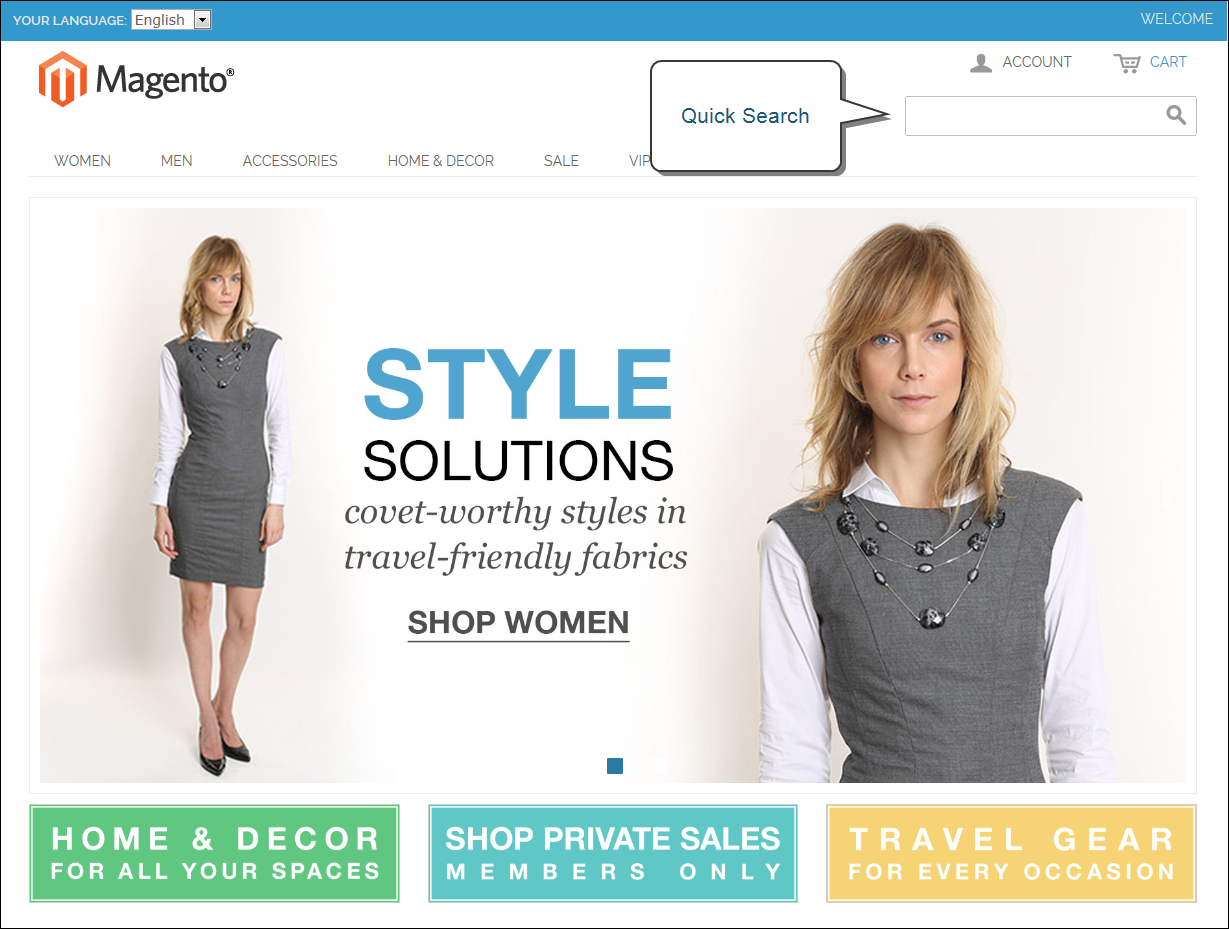 YOUR LANGUAGE: English
WELCOME
Magento®
ACCOUNT
CART
Quick Search
WOMEN
MEN
ACCESSORIES
HOME & DECOR
SALE
VIP
STYLE
SOLUTIONS
covet-worthy styles in
travel-friendly fabrics
SHOP WOMEN
HOME & DECOR
FOR ALL YOUR SPACES
SHOP PRIVATE SALES
MEMBERS ONLY
TRAVEL GEAR
FOR EVERY OCCASION